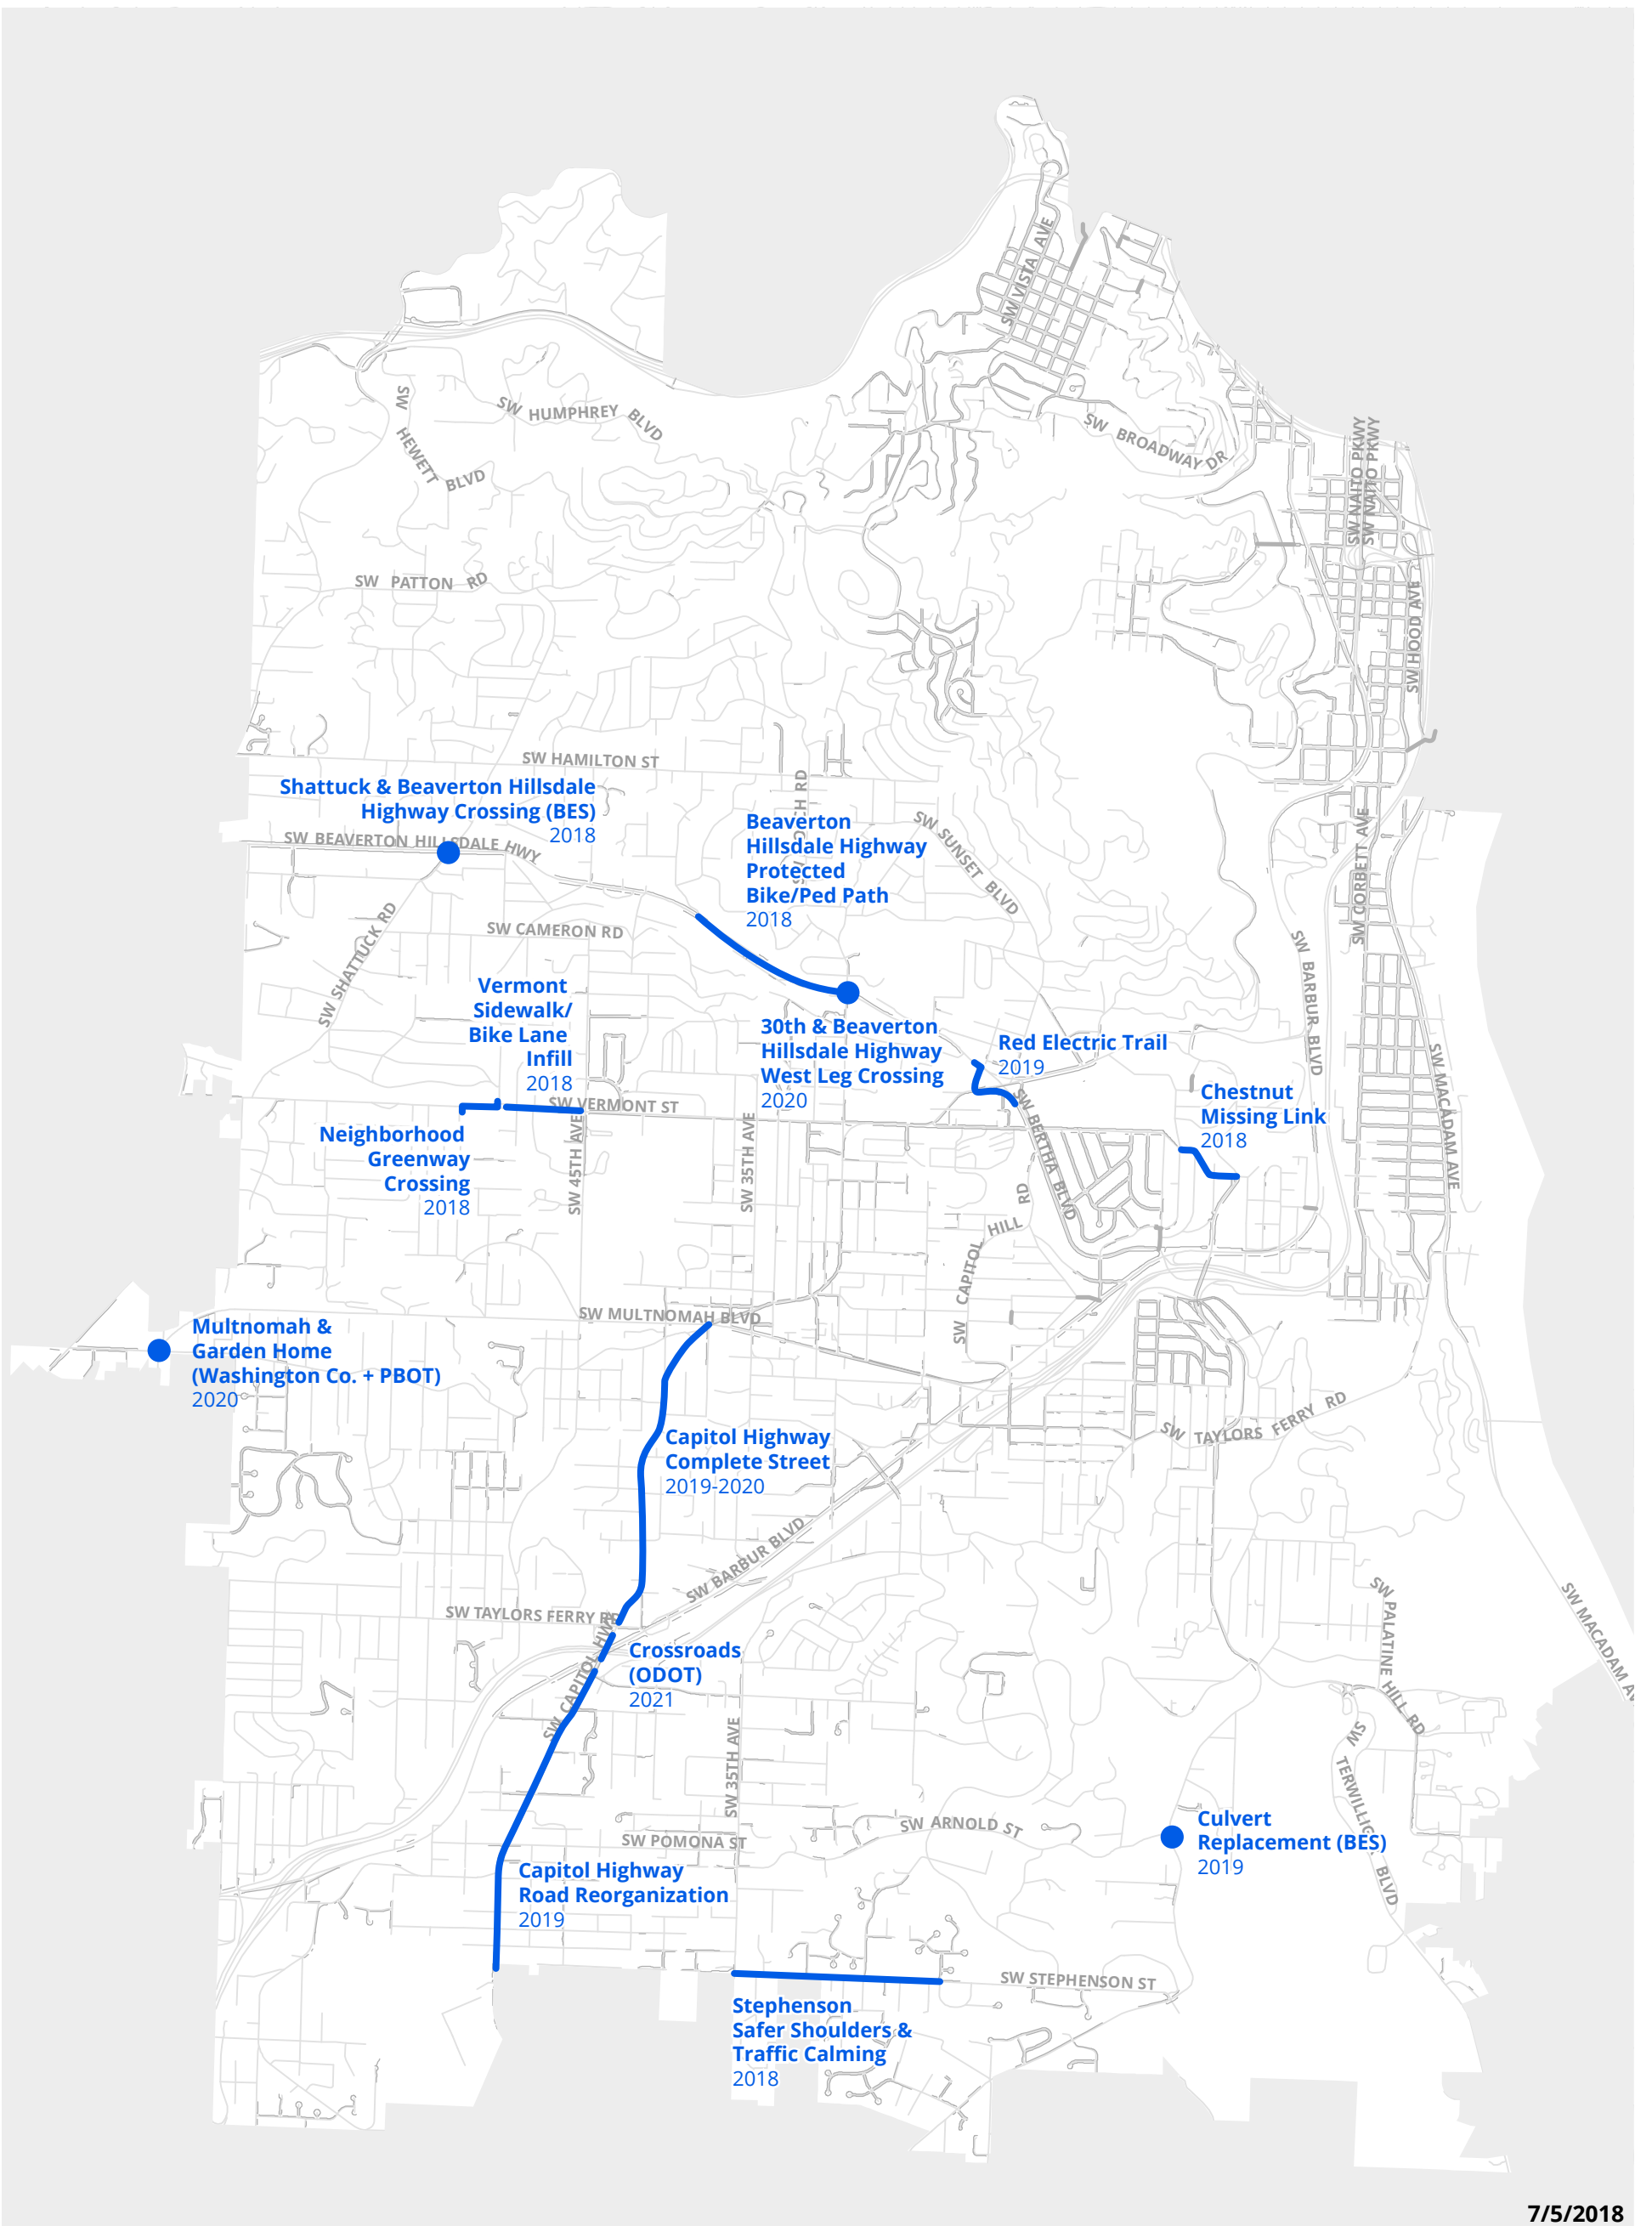 SW VISTA AVE
SW HUMPHREY BLVD
SW HEWETT BLVD
SW BROADWAY DR
SW NAITO PKWY
SW NAITO PKWY
SW PATTON RD
SW HOOD AVE
SW HAMILTON ST
Shattuck & Beaverton Hillsdale
Highway Crossing (BES)
2018
SW BEAVERTON HILLSDALE HWY
Beaverton
Hillsdale Highway
Protected
Bike/Ped Path
2018
RD
SW SUNSET BLVD
SW CORBETT AVE
SW SHATTUCK RD
SW CAMERON RD
SW BARBUR BLVD
Vermont
Sidewalk/
Bike Lane
Infill
2018
30th & Beaverton
Hillsdale Highway
West Leg Crossing
2020
Red Electric Trail
2019
SW MACADAM AVE
Chestnut
Missing Link
2018
SW VERMONT ST
SW BERTHA BLVD
Neighborhood
Greenway
Crossing
2018
SW 45TH AVE
SW 35TH AVE
SW CAPITOL HILL RD
SW MULTNOMAH BLVD
Multnomah &
Garden Home
(Washington Co. + PBOT)
2020
SW TAYLORS FERRY RD
Capitol Highway
Complete Street
2019-2020
SW BARBUR BLVD
SW TAYLORS FERRY RD
SW PALATINE HILL RD
SW MACADAM AV
Crossroads
(ODOT)
2021
SW CAPITOL HWY
SW 35TH AVE
SW TERWILLIGER BLVD
SW ARNOLD ST
SW POMONA ST
Culvert
Replacement (BES)
2019
Capitol Highway
Road Reorganization
2019
SW STEPHENSON ST
Stephenson
Safer Shoulders &
Traffic Calming
2018
7/5/2018